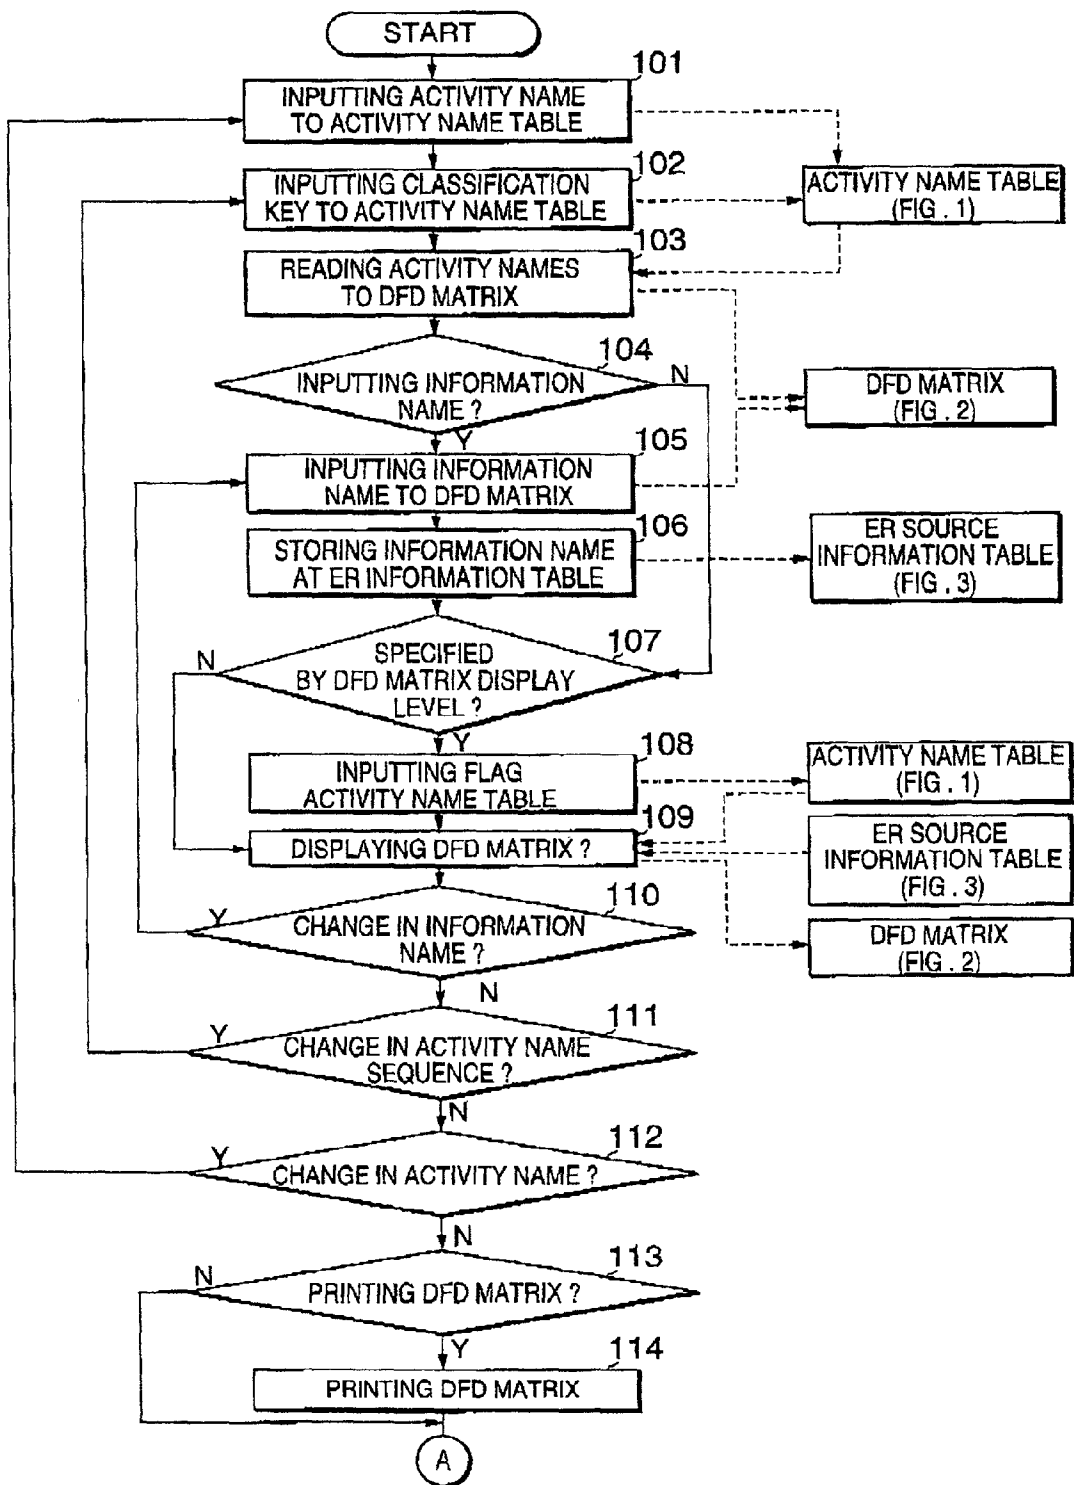 START
101
INPUTTING ACTIVITY NAME
TO ACTIVITY NAME TABLE
102
INPUTTING CLASSIFICATION
KEY TO ACTIVITY NAME TABLE
ACTIVITY NAME TABLE
(FIG . 1)
103
READING ACTIVITY NAMES
TO DFD MATRIX
104
INPUTTING INFORMATION
NAME ?
N
Y
DFD MATRIX
(FIG . 2)
105
INPUTTING INFORMATION
NAME TO DFD MATRIX
106
STORING INFORMATION NAME
AT ER INFORMATION TABLE
ER SOURCE
INFORMATION TABLE
(FIG . 3)
107
SPECIFIED
BY DFD MATRIX DISPLAY
LEVEL ?
N
Y
108
INPUTTING FLAG
ACTIVITY NAME TABLE
ACTIVITY NAME TABLE
(FIG . 1)
109
DISPLAYING DFD MATRIX ?
ER SOURCE
INFORMATION TABLE
(FIG . 3)
110
Y
CHANGE IN INFORMATION
NAME ?
DFD MATRIX
(FIG . 2)
N
111
Y
CHANGE IN ACTIVITY NAME
SEQUENCE ?
N
112
Y
CHANGE IN ACTIVITY NAME ?
N
113
N
PRINTING DFD MATRIX ?
Y
114
PRINTING DFD MATRIX
A